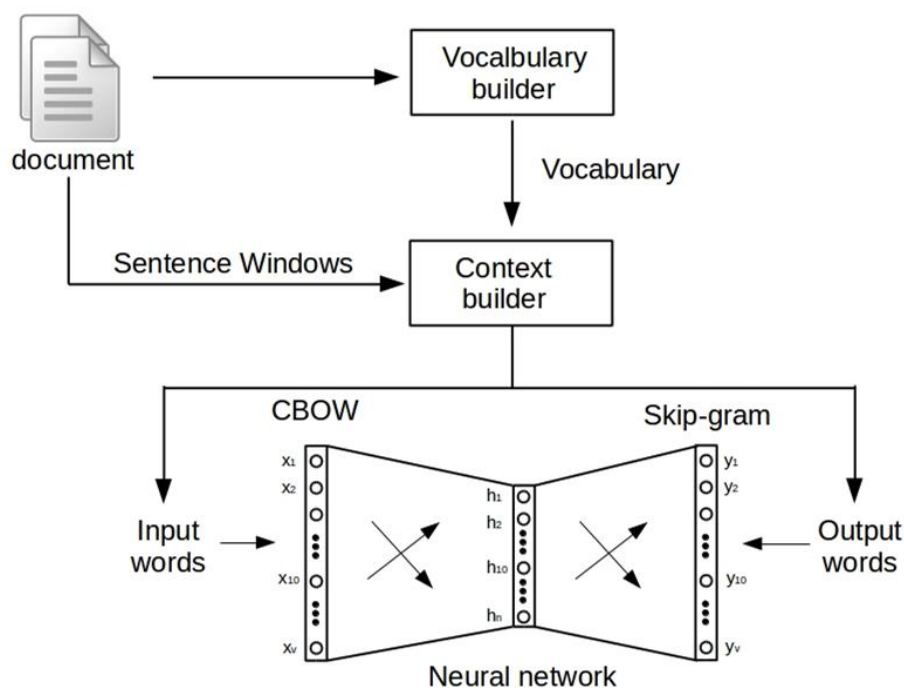 Vocalbulary
builder
document
Vocabulary
Sentence Windows
Context
builder
CBOW
Skip-gram
x1
x2
x10
xv
h1
h2
h10
hn
y1
y2
y10
yv
Input
words
Output
words
Neural network